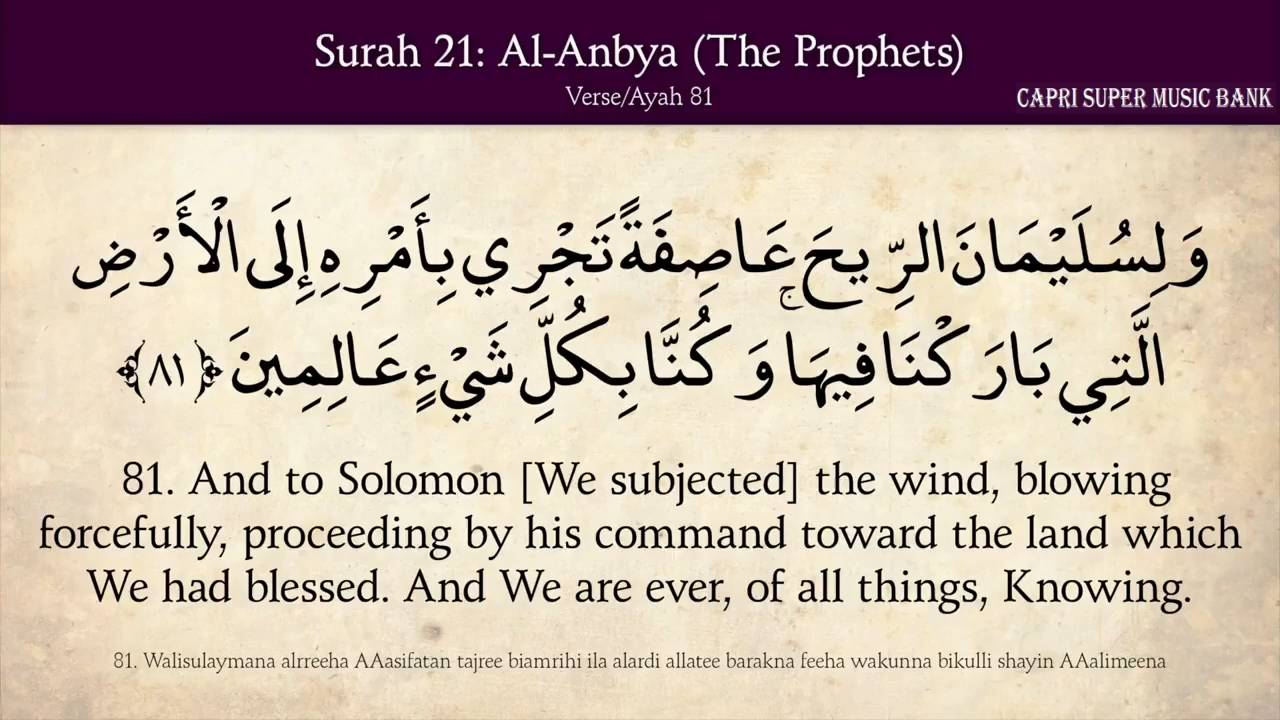 Surah 21: Al-Anbya (The Prophets)
Verse/Ayah 81
CAPRI SUPER MUSIC BANK
وَلِسُلَيْمَانَ الرِّيحَ عَاصِفَةً تَجْرِي بِأَمْرِهِ إِلَى الْأَرْضِ
الَّتِي بَارَكْنَا فِيهَا ۚ وَكُنَّا بِكُلِّ شَيْءٍ عَالِمِينَ ﴿٨١﴾
81. And to Solomon [We subjected] the wind, blowing
forcefully, proceeding by his command toward the land which
We had blessed. And We are ever, of all things, Knowing.
81. Walisulaymana alrreeha AAasifatan tajree biamrihi ila alardi allatee barakna feeha wakunna bikulli shayin AAalimeena